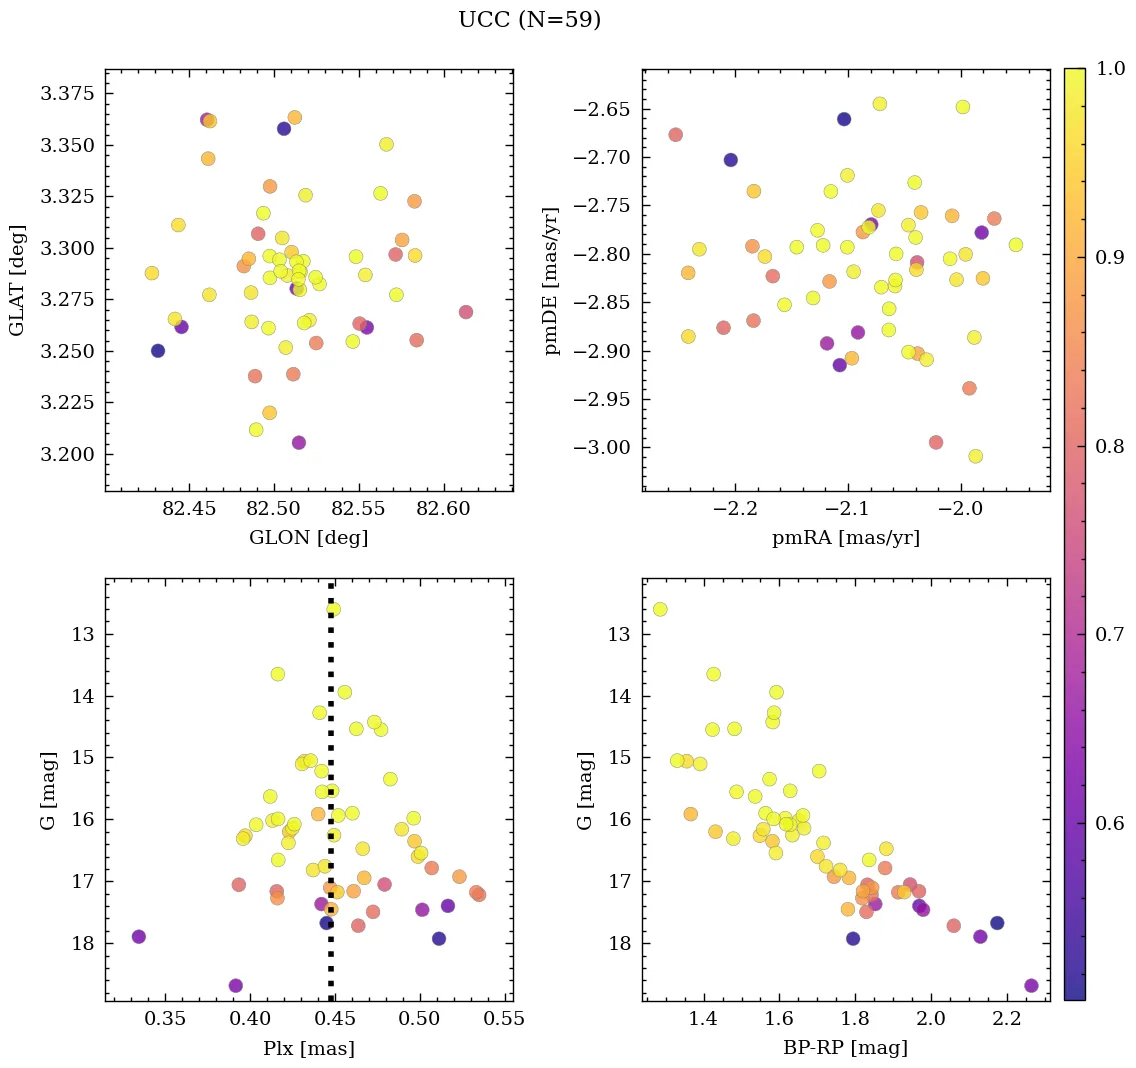 UCC (N=59)
3.375
3.350
3.325
3.300
3.275
3.250
3.225
3.200
GLAT [deg]
82.45 82.50 82.55 82.60
GLON [deg]
−2.65
−2.70
−2.75
−2.80
−2.85
−2.90
−2.95
−3.00
pmDE [mas/yr]
−2.2 −2.1 −2.0
pmRA [mas/yr]
1.0
0.9
0.8
0.7
0.6
13
14
15
16
17
18
G [mag]
0.35 0.40 0.45 0.50 0.55
Plx [mas]
13
14
15
16
17
18
G [mag]
1.4 1.6 1.8 2.0 2.2
BP-RP [mag]